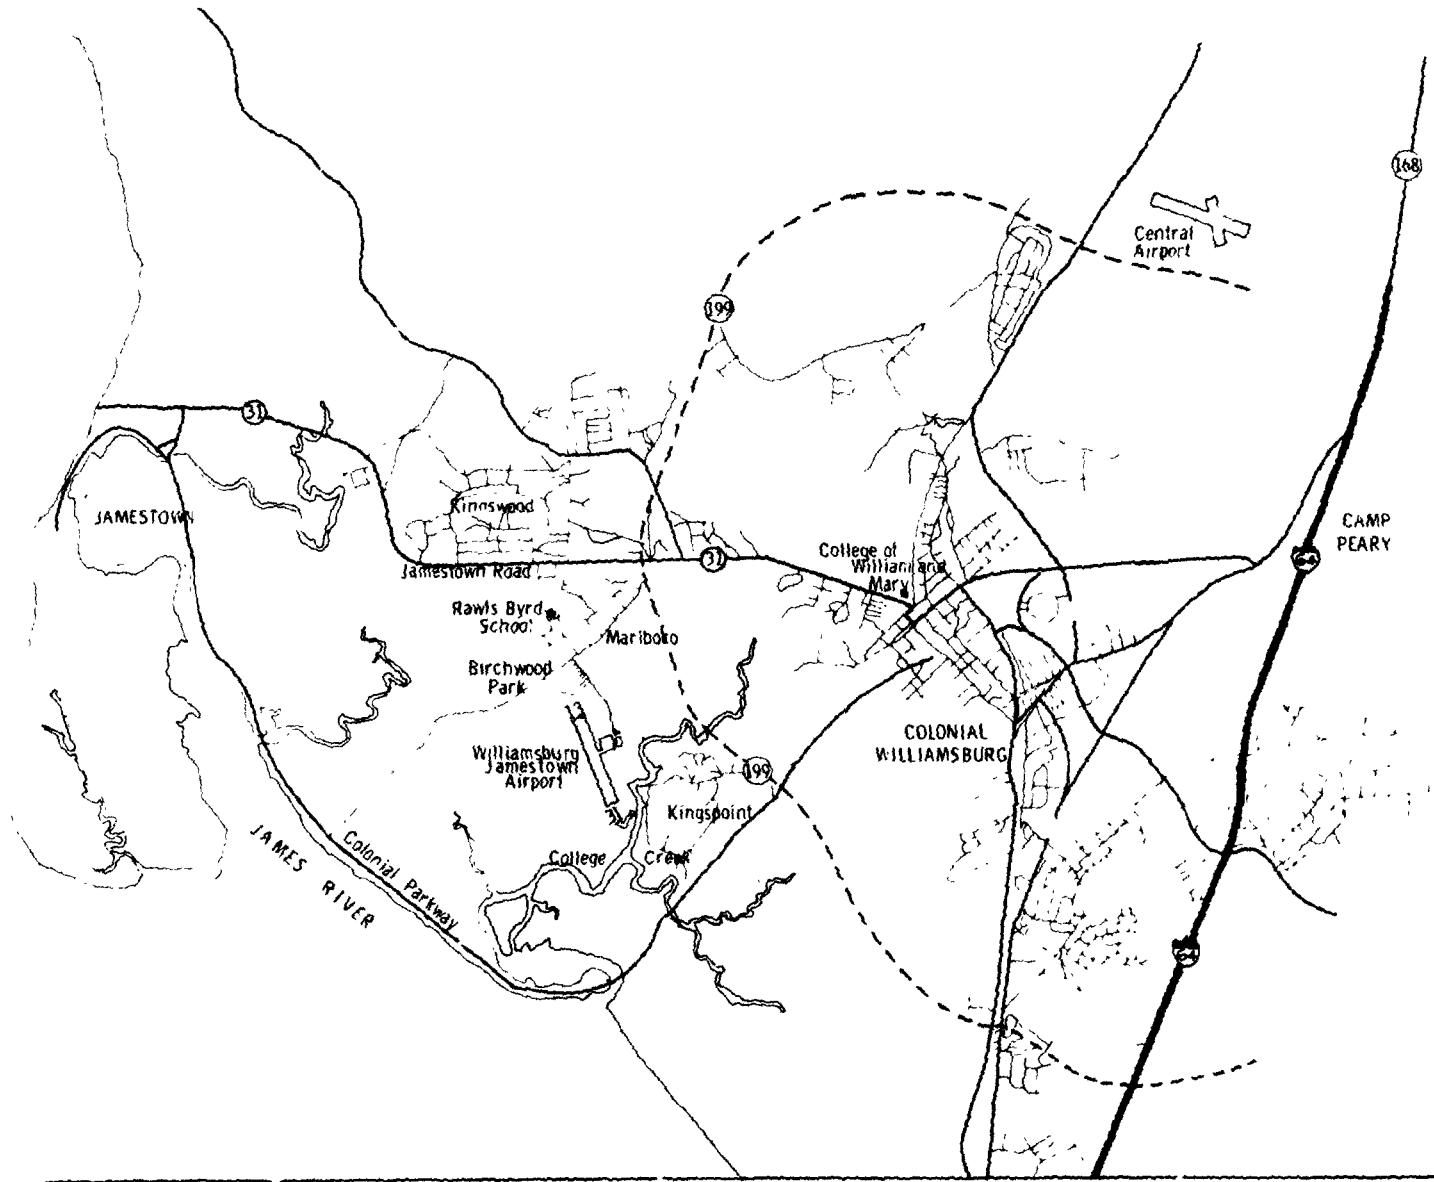 168
Central
Airport
199
31
JAMESTOWN
Kingswood
CAMP
PEARY
64
31
College of
William and
Mary
Jamestown Road
Rawls Byrd
School
Marlboro
Birchwood
Park
COLONIAL
WILLIAMSBURG
Williamsburg
Jamestown
Airport
199
Kingspoint
College Creek
Colonial Parkway
JAMES RIVER
64